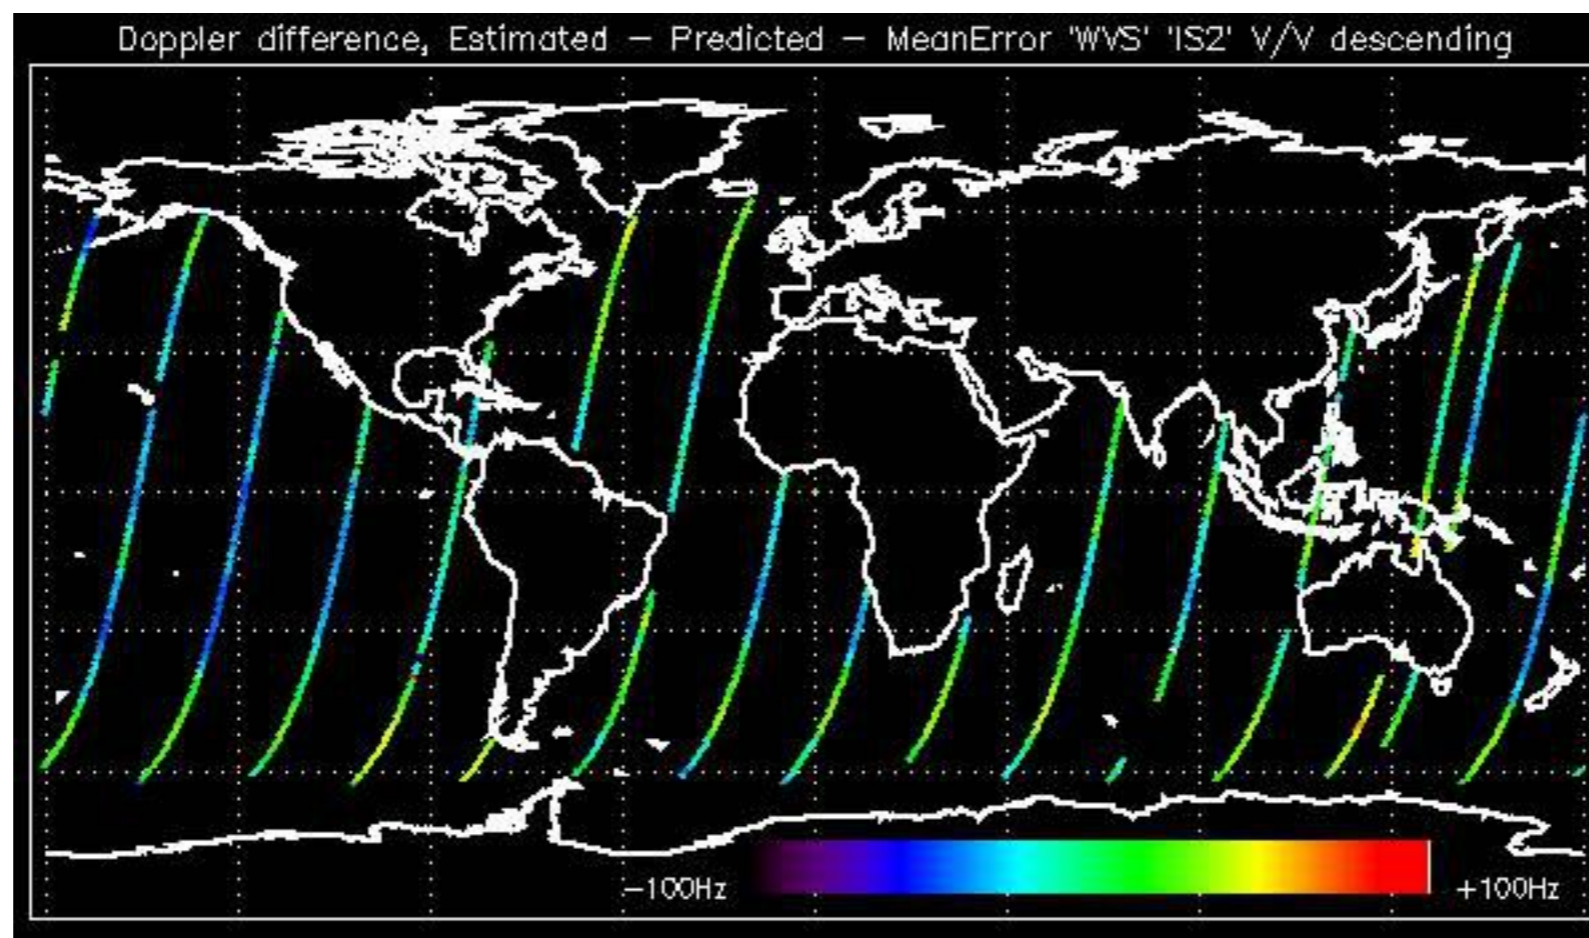 Doppler difference, Estimated – Predicted – MeanError 'WVS' 'IS2' V/V descending
–100Hz +100Hz